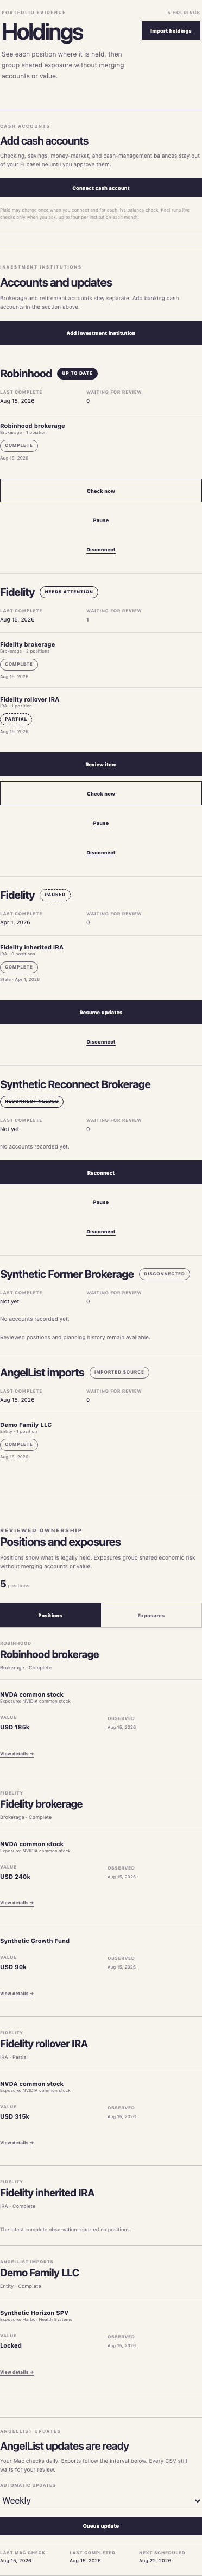 PORTFOLIO EVIDENCE
5 HOLDINGS
Holdings
Import holdings
See each position where it is held, then
group shared exposure without merging
accounts or value.
CASH ACCOUNTS
Add cash accounts
Checking, savings, money-market, and cash-management balances stay out
of your FI baseline until you approve them.
Connect cash account
Plaid may charge once when you connect and for each live balance check. Kest runs live
checks only when you ask, up to four per institution each month.
INVESTMENT INSTITUTIONS
Accounts and updates
Brokerage and retirement accounts stay separate. Add banking cash
accounts in the section above.
Add investment institution
Robinhood
UP TO DATE
LAST COMPLETE
WAITING FOR REVIEW
Aug 15, 2026
0
Robinhood brokerage
Brokerage · 1 position
COMPLETE
Aug 15, 2026
Check now
Pause
Disconnect
Fidelity
NEEDS ATTENTION
LAST COMPLETE
WAITING FOR REVIEW
Aug 15, 2026
1
Fidelity brokerage
Brokerage · 2 positions
COMPLETE
Aug 15, 2026
Fidelity rollover IRA
IRA · 1 position
PARTIAL
Aug 15, 2026
Review item
Check now
Pause
Disconnect
Fidelity
PAUSED
LAST COMPLETE
WAITING FOR REVIEW
Apr 1, 2026
0
Fidelity inherited IRA
IRA · 0 positions
COMPLETE
Stale · Apr 1, 2026
Resume updates
Disconnect
Synthetic Reconnect Brokerage
RECONNECT NEEDED
LAST COMPLETE
WAITING FOR REVIEW
Not yet
0
No accounts recorded yet.
Reconnect
Pause
Disconnect
Synthetic Former Brokerage
DISCONNECTED
LAST COMPLETE
WAITING FOR REVIEW
Not yet
0
No accounts recorded yet.
Reviewed positions and planning history remain available.
AngelList imports
IMPORTED SOURCE
LAST COMPLETE
WAITING FOR REVIEW
Aug 15, 2026
0
Demo Family LLC
Entity · 1 position
COMPLETE
Aug 15, 2026
REVIEWED OWNERSHIP
Positions and exposures
Positions show what is legally held. Exposures group shared economic risk
without merging accounts or value.
5 positions
Positions
Exposures
ROBINHOOD
Robinhood brokerage
Brokerage · Complete
NVDA common stock
Exposure: NVIDIA common stock
VALUE
OBSERVED
USD 185k
Aug 15, 2026
View details →
FIDELITY
Fidelity brokerage
Brokerage · Complete
NVDA common stock
Exposure: NVIDIA common stock
VALUE
OBSERVED
USD 240k
Aug 15, 2026
View details →
Synthetic Growth Fund
VALUE
OBSERVED
USD 90k
Aug 15, 2026
View details →
FIDELITY
Fidelity rollover IRA
IRA · Partial
NVDA common stock
Exposure: NVIDIA common stock
VALUE
OBSERVED
USD 315k
Aug 15, 2026
View details →
FIDELITY
Fidelity inherited IRA
IRA · Complete
The latest complete observation reported no positions.
ANGELLIST IMPORTS
Demo Family LLC
Entity · Complete
Synthetic Horizon SPV
Exposure: Harbor Health Systems
VALUE
OBSERVED
Locked
Aug 15, 2026
View details →
ANGELLIST UPDATES
AngelList updates are ready
Your Mac checks daily. Exports follow the interval below. Every CSV still
waits for your review.
AUTOMATIC UPDATES
Weekly
Queue update
LAST MAC CHECK
LAST COMPLETED
NEXT SCHEDULED
Aug 15, 2026
Aug 15, 2026
Aug 22, 2026